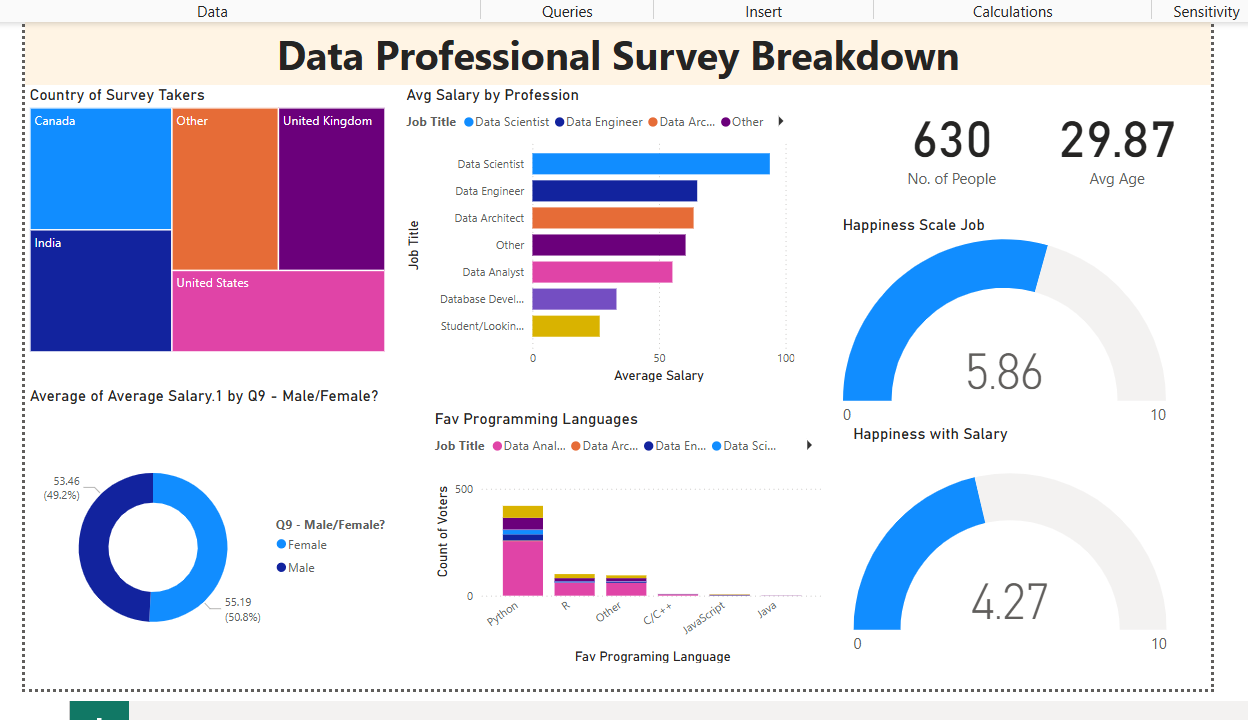 Data Queries Insert Calculations Sensitivity
Data Professional Survey Breakdown
Country of Survey Takers
Canada
Other
United Kingdom
India
United States
Avg Salary by Profession
Job Title Data Scientist Data Engineer Data Arc... Other
Job Title
Data Scientist
Data Engineer
Data Architect
Other
Data Analyst
Database Devel...
Student/Lookin...
0 50 100
Average Salary
630
No. of People
29.87
Avg Age
Happiness Scale Job
5.86
0 10
Average of Average Salary.1 by Q9 - Male/Female?
53.46
(49.2%)
55.19
(50.8%)
Q9 - Male/Female?
Female
Male
Fav Programming Languages
Job Title Data Anal... Data Arc... Data En... Data Sci...
Count of Voters
500
0
Python R Other C/C++ JavaScript Java
Fav Programing Language
Happiness with Salary
4.27
0 10